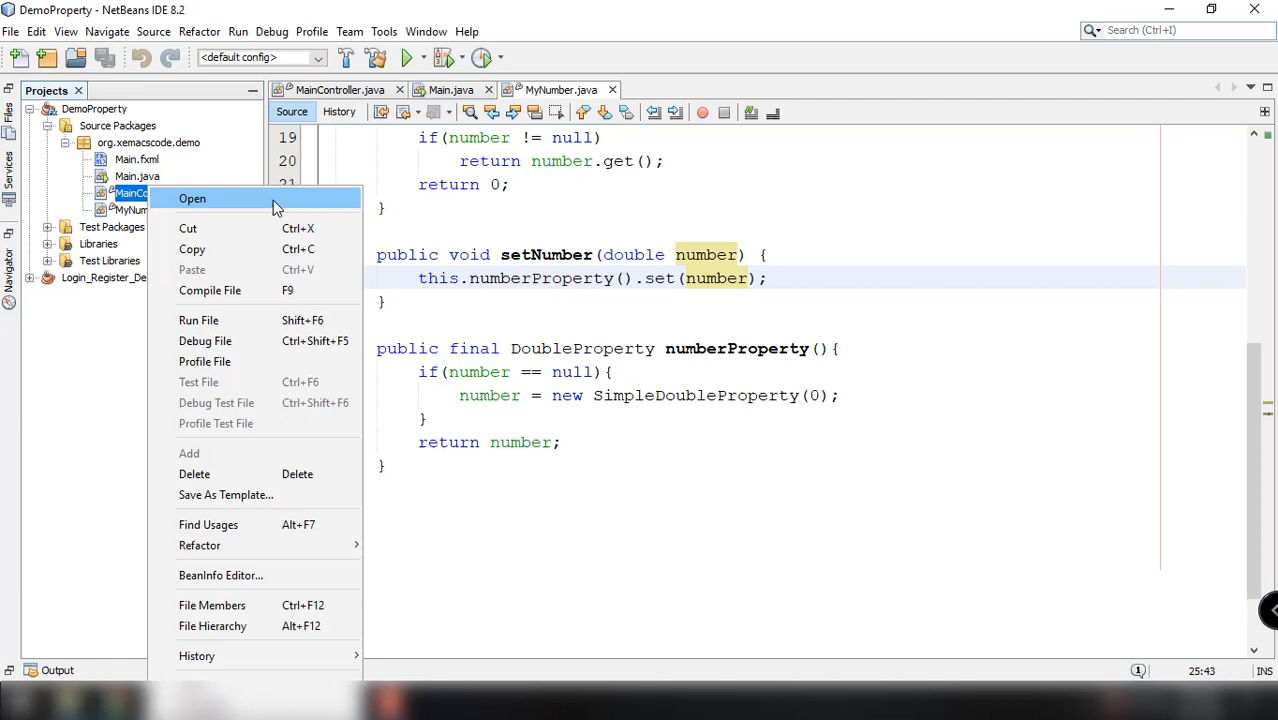 DemoProperty - NetBeans IDE 8.2
File Edit View Navigate Source Refactor Run Debug Profile Team Tools Window Help
Search (Ctrl+I)
<default config>
Projects
MainController.java
Main.java
MyNumber.java
Source History
Files
Services
Navigator
DemoProperty
Source Packages
org.xemacscode.demo
Main.fxml
Main.java
MainCo
MyNum
Test Packages
Libraries
Test Libraries
Login_Register_De
Open
Cut Ctrl+X
Copy Ctrl+C
Paste Ctrl+V
Compile File F9
Run File Shift+F6
Debug File Ctrl+Shift+F5
Profile File
Test File Ctrl+F6
Debug Test File Ctrl+Shift+F6
Profile Test File
Add
Delete Delete
Save As Template...
Find Usages Alt+F7
Refactor
BeanInfo Editor...
File Members Ctrl+F12
File Hierarchy Alt+F12
History
19 if(number != null)
20 return number.get();
21 return 0;
}
public void setNumber(double number) {
this.numberProperty().set(number);
}
public final DoubleProperty numberProperty(){
if(number == null){
number = new SimpleDoubleProperty(0);
}
return number;
}
Output
1
25:43
INS